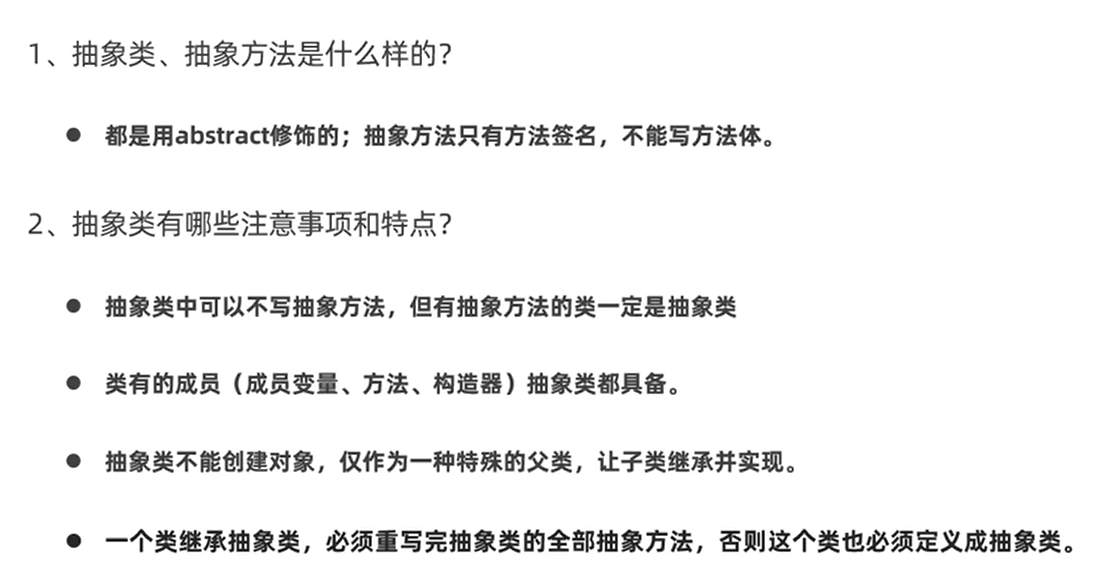 1、抽象类、抽象方法是什么样的？
● 都是用abstract修饰的；抽象方法只有方法签名，不能写方法体。
2、抽象类有哪些注意事项和特点？
● 抽象类中可以不写抽象方法，但有抽象方法的类一定是抽象类
● 类有的成员（成员变量、方法、构造器）抽象类都具备。
● 抽象类不能创建对象，仅作为一种特殊的父类，让子类继承并实现。
● 一个类继承抽象类，必须重写完抽象类的全部抽象方法，否则这个类也必须定义成抽象类。